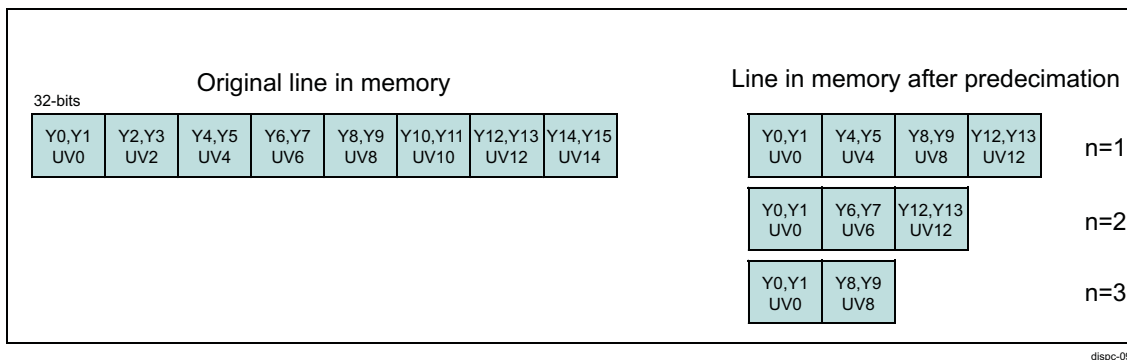 Original line in memory
32-bits
Y0,Y1 Y2,Y3 Y4,Y5 Y6,Y7 Y8,Y9 Y10,Y11 Y12,Y13 Y14,Y15
UV0 UV2 UV4 UV6 UV8 UV10 UV12 UV14
Line in memory after predecimation
Y0,Y1 Y4,Y5 Y8,Y9 Y12,Y13 n=1
UV0 UV4 UV8 UV12
Y0,Y1 Y6,Y7 Y12,Y13 n=2
UV0 UV6 UV12
Y0,Y1 Y8,Y9 n=3
UV0 UV8